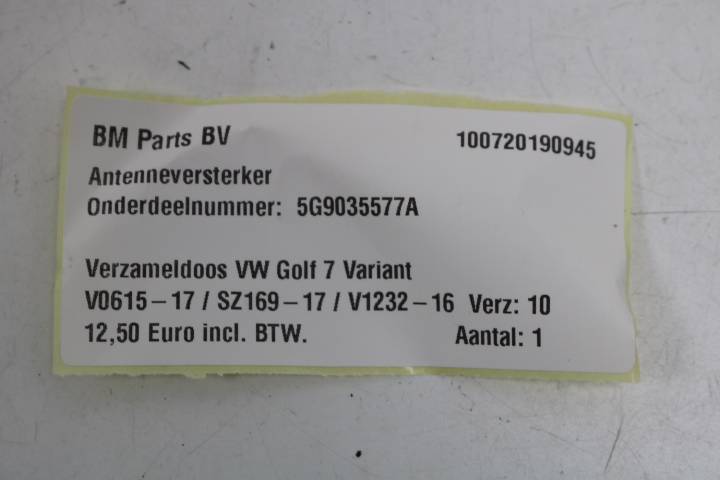 BM Parts BV 100720190945
Antenneversterker
Onderdeelnummer: 5G9035577A
Verzameldoos VW Golf 7 Variant
V0615-17 / SZ169-17 / V1232-16 Verz: 10
12,50 Euro incl. BTW. Aantal: 1